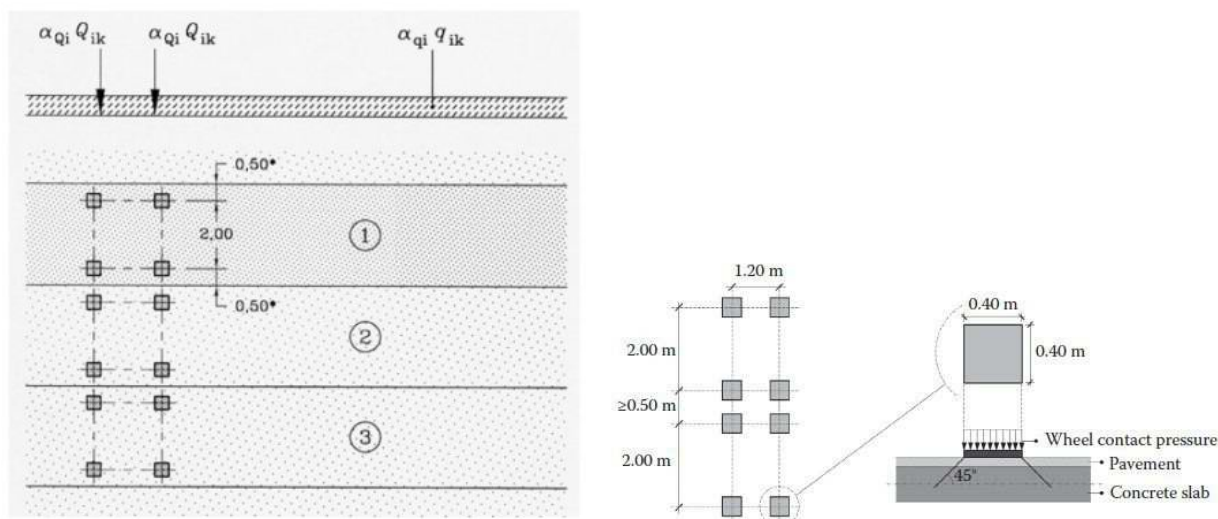 α_Qi Q_ik
α_Qi Q_ik
α_qi q_ik
0,50*
①
2,00
0,50*
②
③
1.20 m
2.00 m
≥0.50 m
2.00 m
0.40 m
0.40 m
Wheel contact pressure
Pavement
45°
Concrete slab